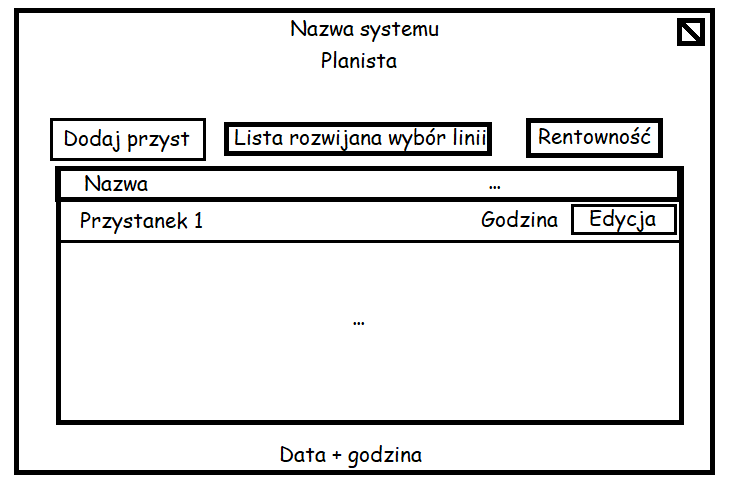 Nazwa systemu
Planista
Dodaj przyst
Lista rozwijana wybór linii
Rentowność
Nazwa ...
Przystanek 1 Godzina Edycja
...
Data + godzina